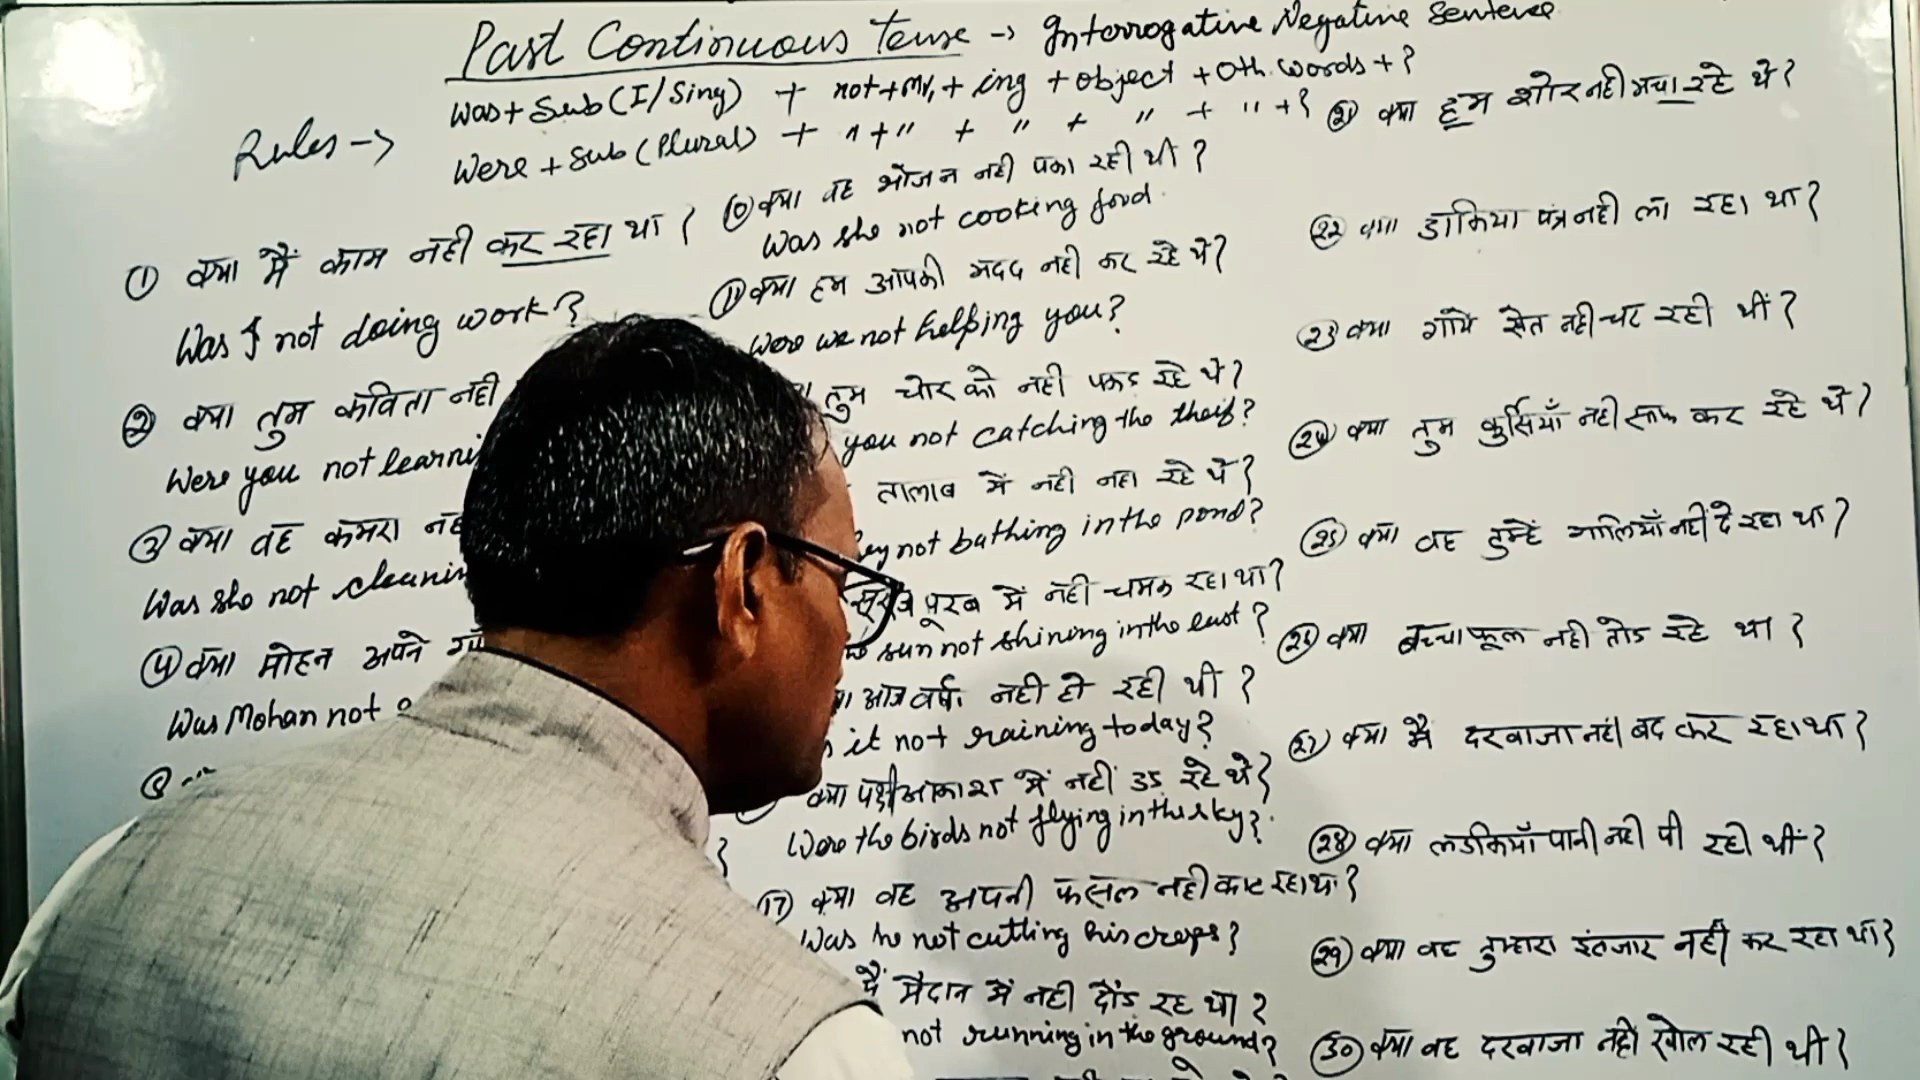 Past Continuous Tense -> Interrogative Negative Sentence
Rules ->
Was + Sub (I/Sing) + not + M.V, + ing + object + Oth. words + ?
Were + Sub (Plural) + " + " + " + " + " + ?
① क्या मैं काम नही कर रहा था ?
Was I not doing work?
② क्या तुम कविता नही
Were you not learni
③ क्या वह कमरा नह
Was she not cleanin
④ क्या मोहन अपने
Was Mohan not
⑩ क्या वह भोजन नही पका रही थी ?
Was she not cooking food.
⑪ क्या हम आपकी मदद नही कर रहे थे?
Were we not helping you?
तुम चोर को नही पकड रहे थे?
you not catching the theif?
तालाब में नही नहा रहे थे?
ey not bathing in the pond?
सूरज पूरब में नही चमक रहा था?
sun not shining in the east ?
आज वर्षा नही हो रही थी ?
it not raining today?
क्या पक्षी आकाश में नहीं उड रहे थे?
Were the birds not flying in the sky?
⑰ क्या वह अपनी फसल नही काट रहा था ?
Was he not cutting his crops?
मैं मैदान में नही दौड रह था ?
not running in the ground?
㉑ क्या हम शोर नही मचा रहे थे?
㉒ क्या डाकिया पत्र नही ला रहा था?
㉓ क्या गाये खेत नही चर रही थीं?
㉔ क्या तुम कुर्सियाँ नही साफ कर रहे थे?
㉕ क्या वह तुम्हें गालियाँ नहीं दे रहा था?
㉖ क्या बच्चा फूल नही तोड रहे था ?
㉗ क्या मै दरवाजा नही बद कर रहा था?
㉘ क्या लडकियाँ पानी नही पी रही थीं?
㉙ क्या वह तुम्हारा इंतजार नहीं कर रहा था?
㉚ क्या वह दरवाजा नही खोल रही थी?